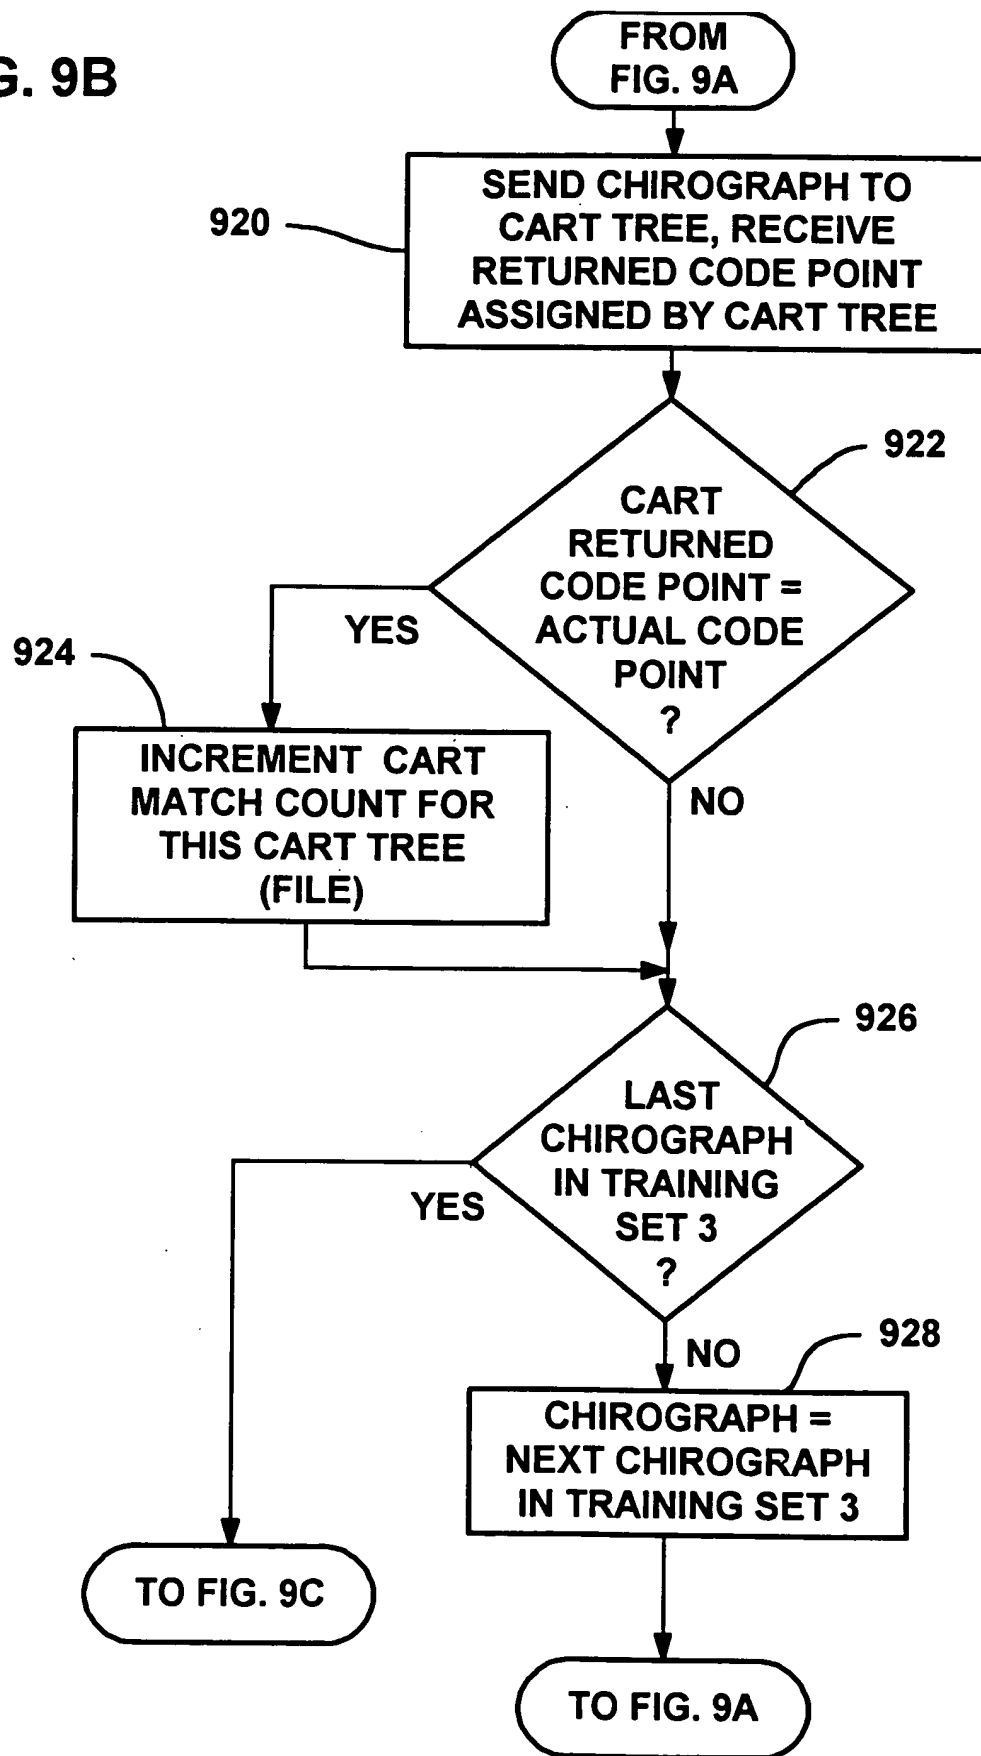 G. 9B
FROM
FIG. 9A
920
SEND CHIROGRAPH TO
CART TREE, RECEIVE
RETURNED CODE POINT
ASSIGNED BY CART TREE
922
CART
RETURNED
CODE POINT =
ACTUAL CODE
POINT
?
YES
NO
924
INCREMENT CART
MATCH COUNT FOR
THIS CART TREE
(FILE)
926
LAST
CHIROGRAPH
IN TRAINING
SET 3
?
YES
NO
928
CHIROGRAPH =
NEXT CHIROGRAPH
IN TRAINING SET 3
TO FIG. 9C
TO FIG. 9A